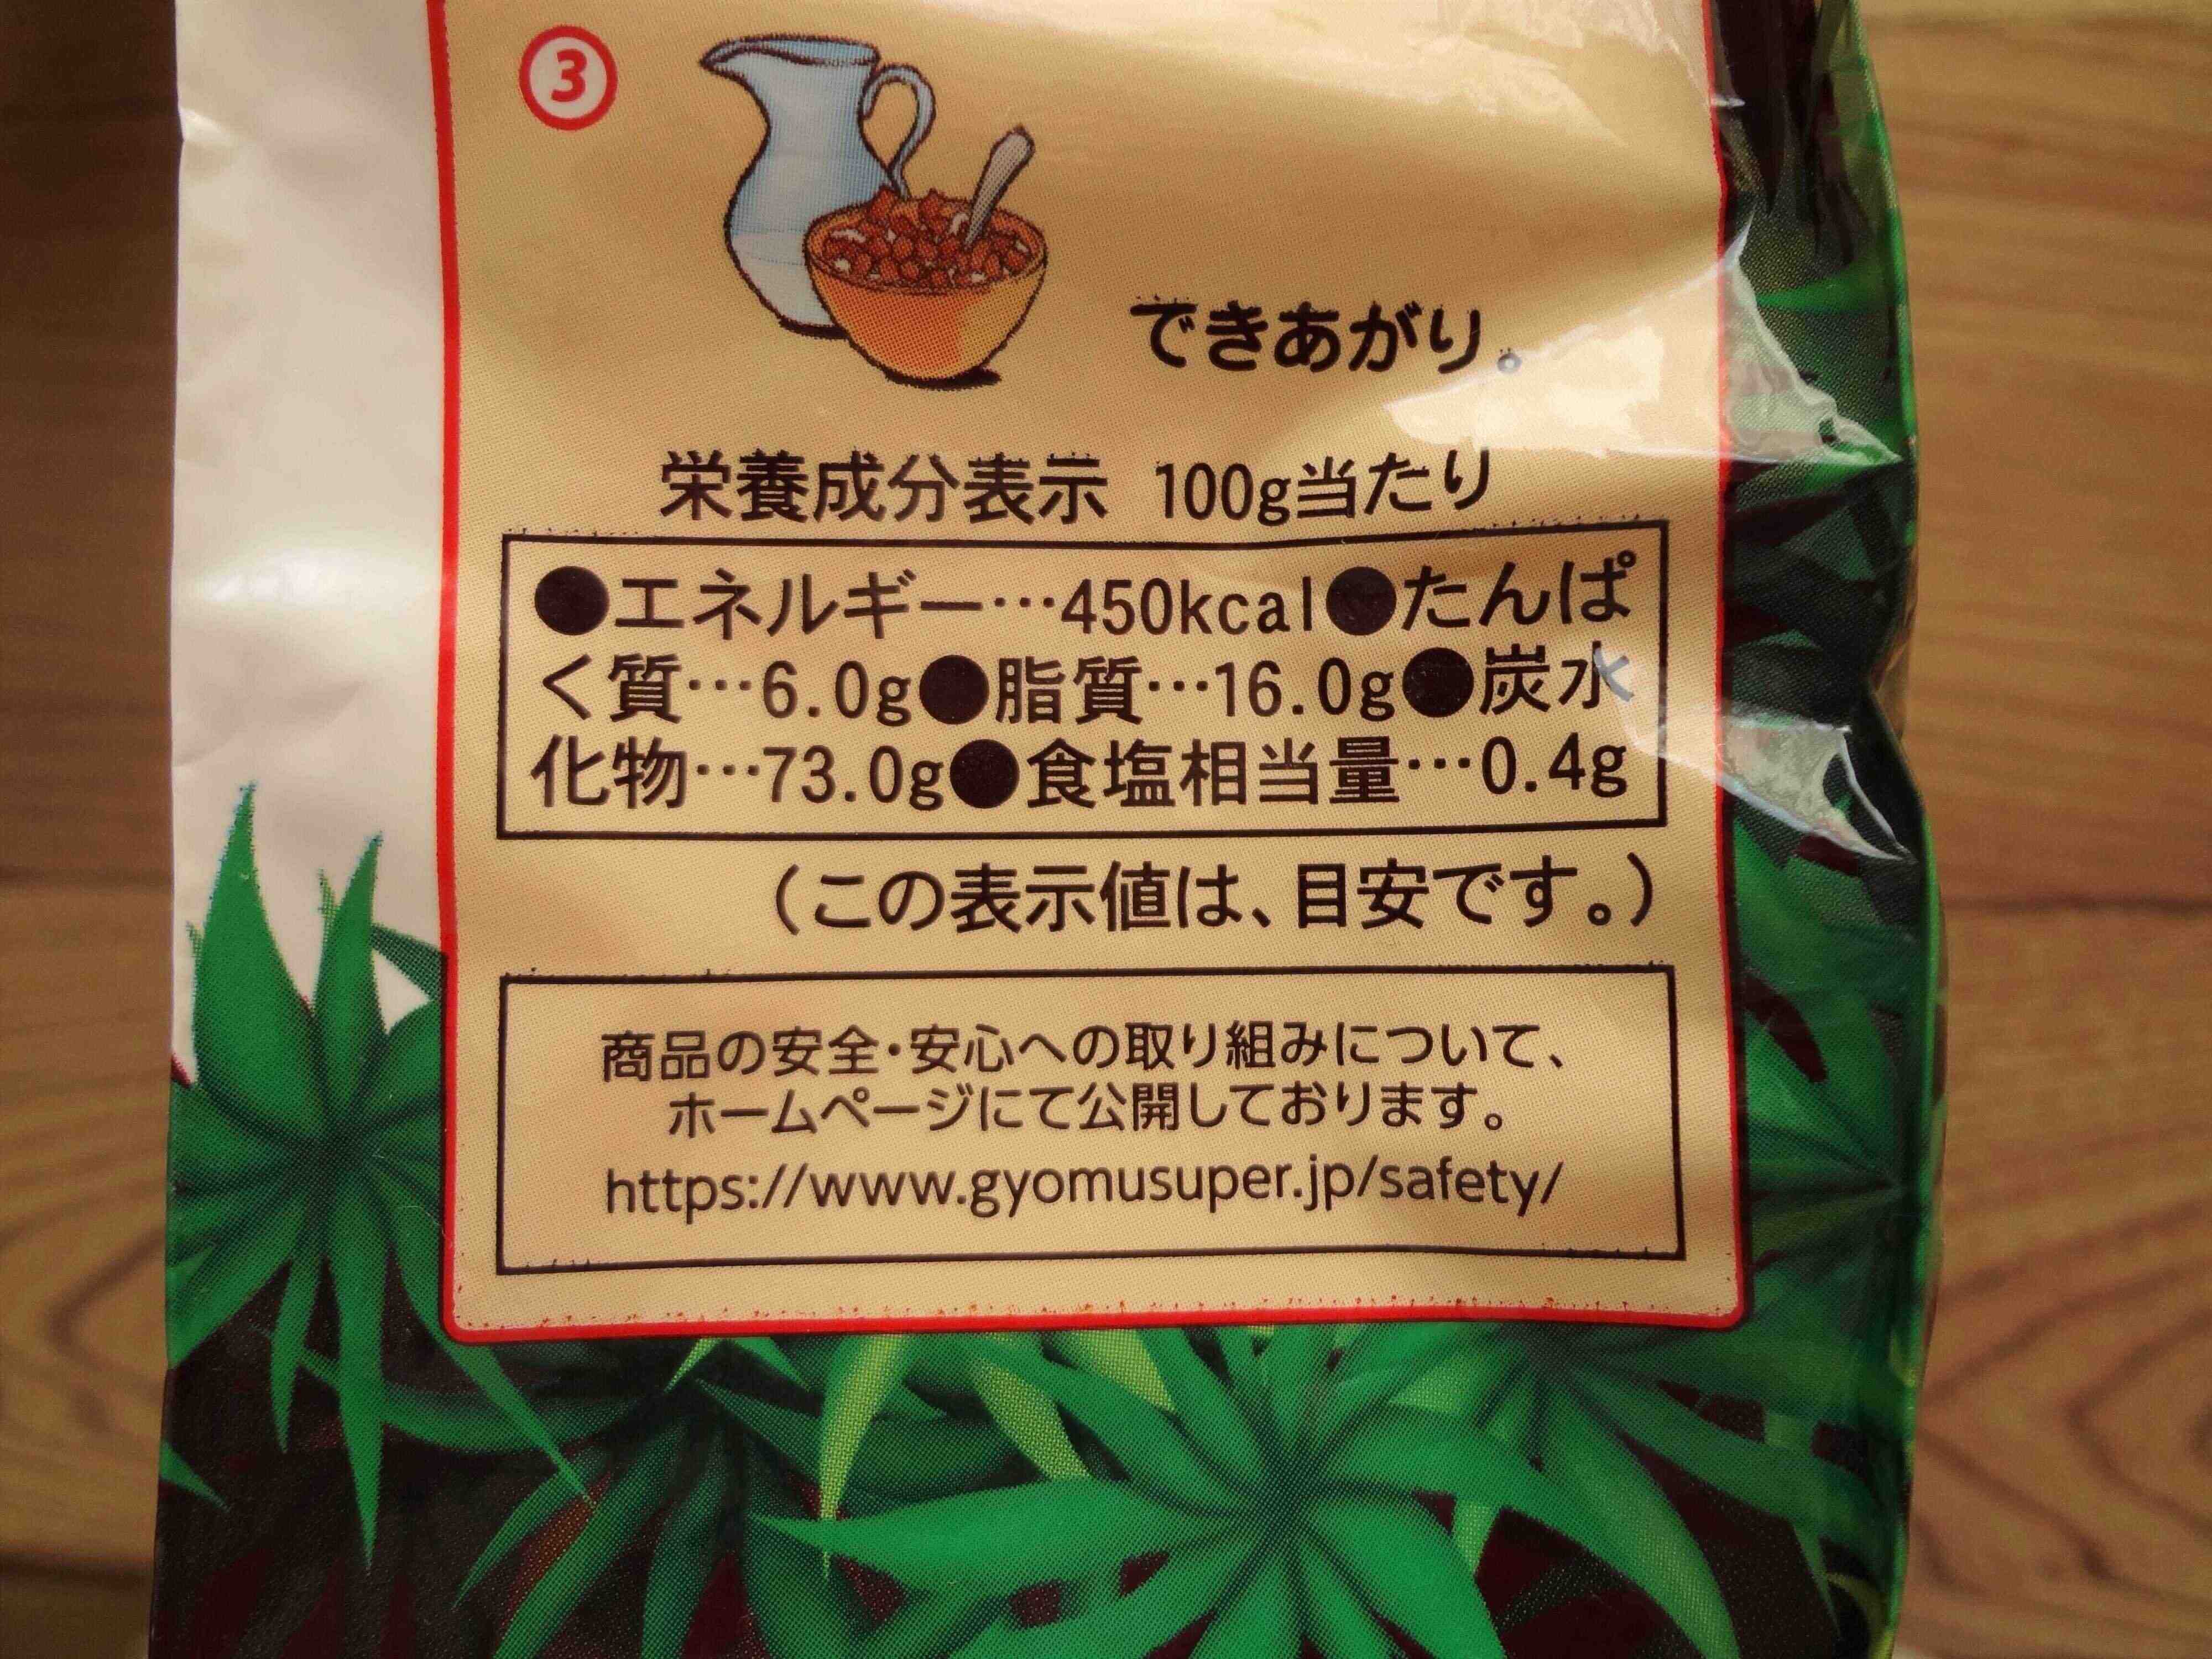 ③
できあがり。
栄養成分表示 100g当たり
●エネルギー…450kcal●たんぱ
く質…6.0g●脂質…16.0g●炭水
化物…73.0g●食塩相当量…0.4g
(この表示値は、目安です。)
商品の安全・安心への取り組みについて、
ホームページにて公開しております。
https://www.gyomusuper.jp/safety/